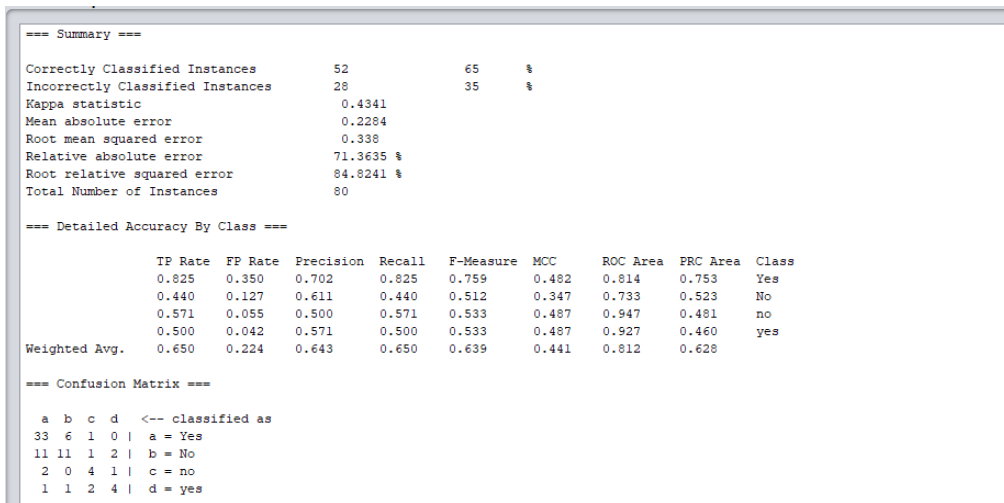 === Summary ===
Correctly Classified Instances 52 65 %
Incorrectly Classified Instances 28 35 %
Kappa statistic 0.4341
Mean absolute error 0.2284
Root mean squared error 0.338
Relative absolute error 71.3635 %
Root relative squared error 84.8241 %
Total Number of Instances 80
=== Detailed Accuracy By Class ===
TP Rate FP Rate Precision Recall F-Measure MCC ROC Area PRC Area Class
0.825 0.350 0.702 0.825 0.759 0.482 0.814 0.753 Yes
0.440 0.127 0.611 0.440 0.512 0.347 0.733 0.523 No
0.571 0.055 0.500 0.571 0.533 0.487 0.947 0.481 no
0.500 0.042 0.571 0.500 0.533 0.487 0.927 0.460 yes
Weighted Avg. 0.650 0.224 0.643 0.650 0.639 0.441 0.812 0.628
=== Confusion Matrix ===
a b c d <-- classified as
33 6 1 0 | a = Yes
11 11 1 2 | b = No
2 0 4 1 | c = no
1 1 2 4 | d = yes